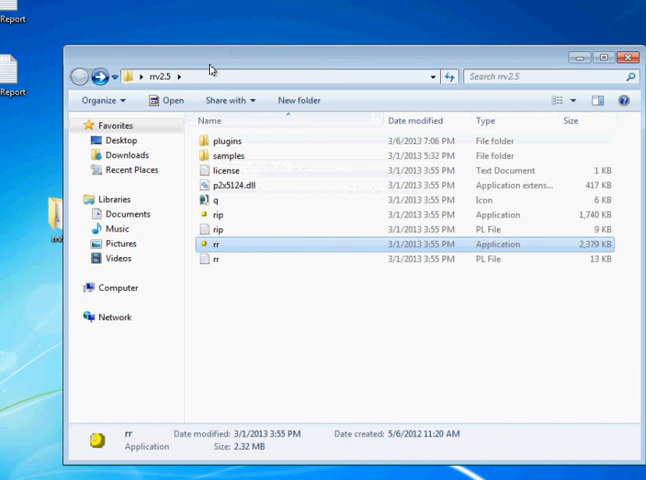 Report
Report
rrv2.5
Search rrv2.5
Organize Open Share with New folder
Name Date modified Type Size
Favorites
Desktop
Downloads
Recent Places
Libraries
Documents
Music
Pictures
Videos
Computer
Network
plugins 3/6/2013 7:06 PM File folder
samples 3/1/2013 5:32 PM File folder
license 3/1/2013 3:55 PM Text Document 1 KB
p2x5124.dll 3/1/2013 3:55 PM Application extens... 417 KB
q 3/1/2013 3:55 PM Icon 6 KB
rip 3/1/2013 3:55 PM Application 1,740 KB
rip 3/1/2013 3:55 PM PL File 9 KB
rr 3/1/2013 3:55 PM Application 2,379 KB
rr 3/1/2013 3:55 PM PL File 13 KB
rr Date modified: 3/1/2013 3:55 PM Date created: 5/6/2012 11:20 AM
Application Size: 2.32 MB